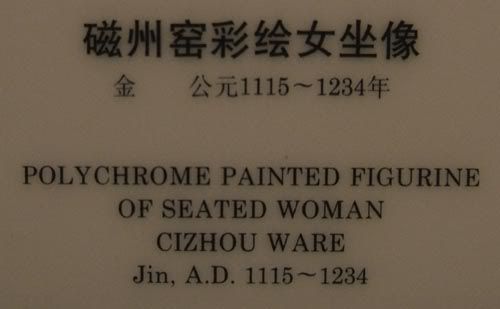 磁州窑彩绘女坐像
金　　公元1115～1234年
POLYCHROME PAINTED FIGURINE
OF SEATED WOMAN
CIZHOU WARE
Jin, A.D. 1115～1234